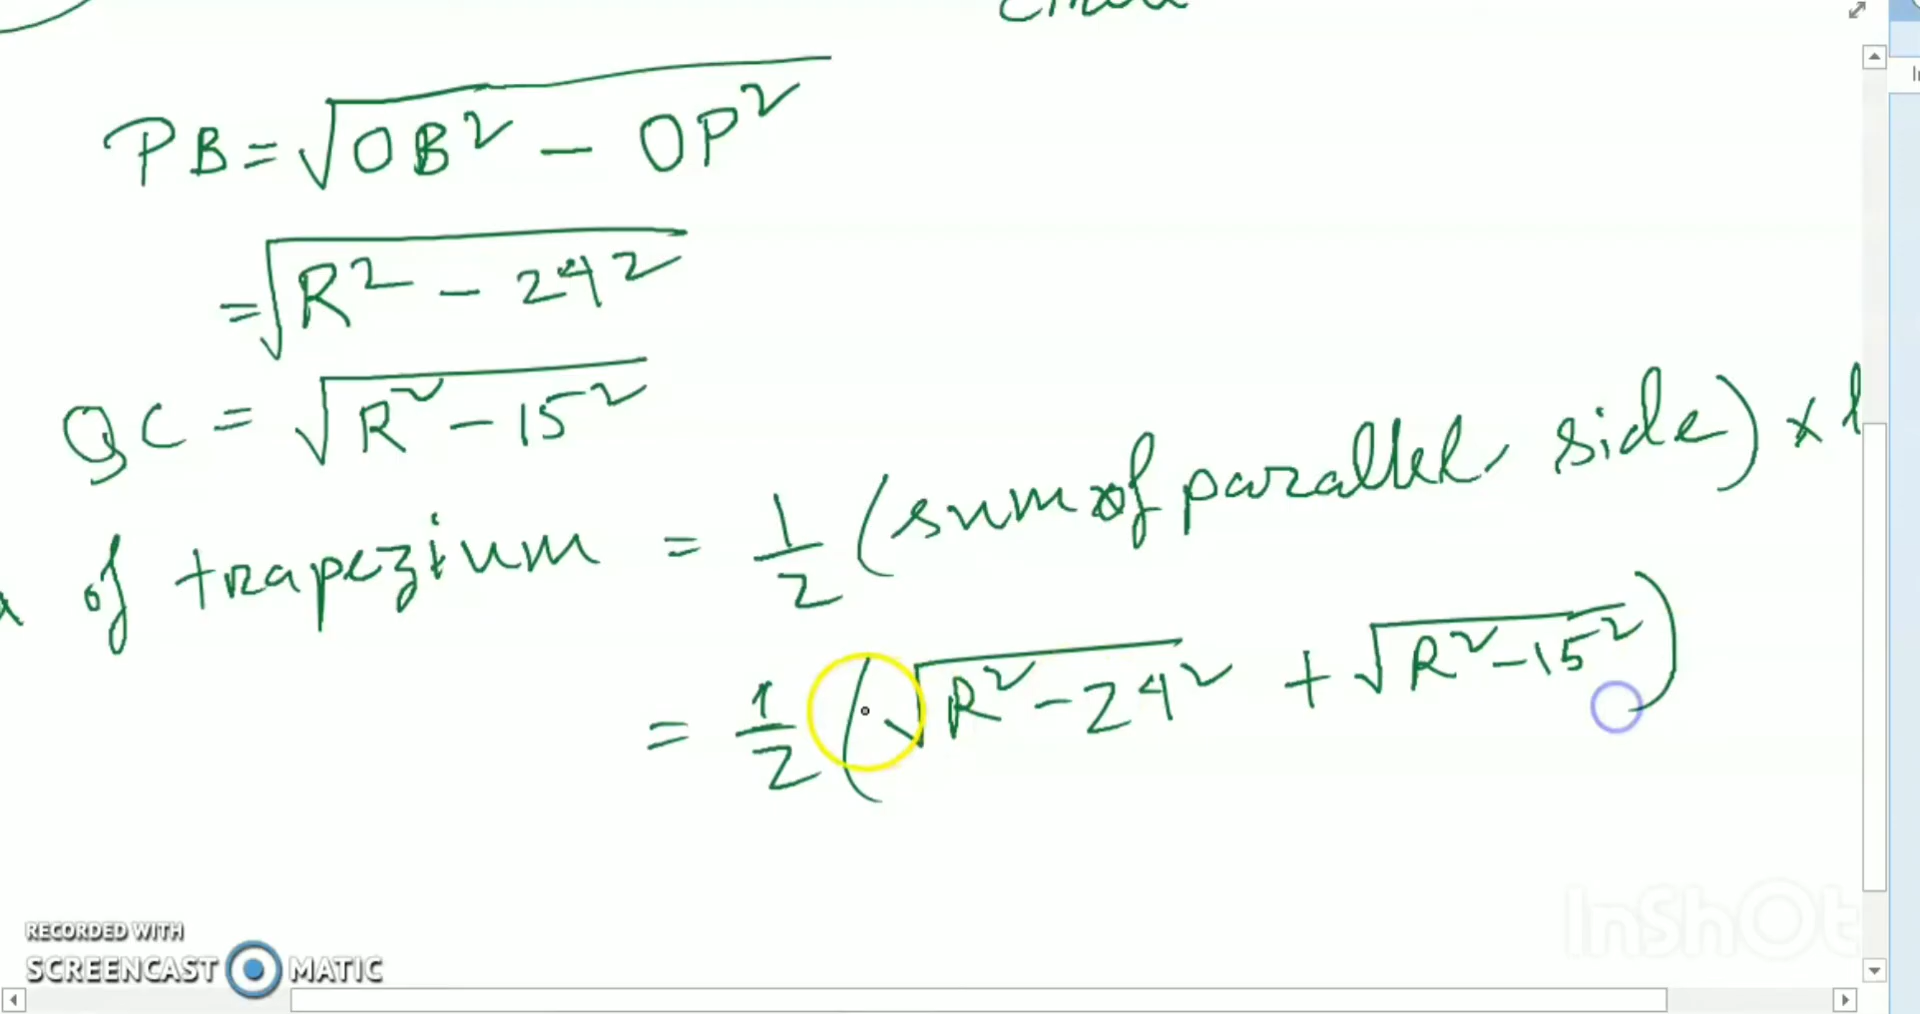 PB = √OB² - OP²
= √R² - 24²
QC = √R² - 15²
of trapezium = 1/2 (sum of parallel side) ×
= 1/2 (√R² - 24² + √R² - 15²)
InShOt
RECORDED WITH
SCREENCAST MATIC